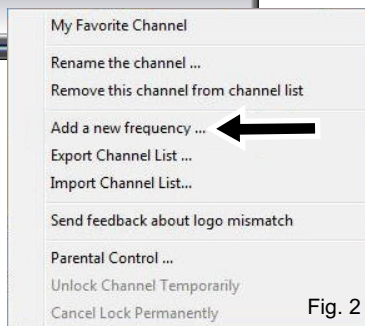 My Favorite Channel
Rename the channel ...
Remove this channel from channel list
Add a new frequency ...
Export Channel List ...
Import Channel List...
Send feedback about logo mismatch
Parental Control ...
Unlock Channel Temporarily
Cancel Lock Permanently
Fig. 2